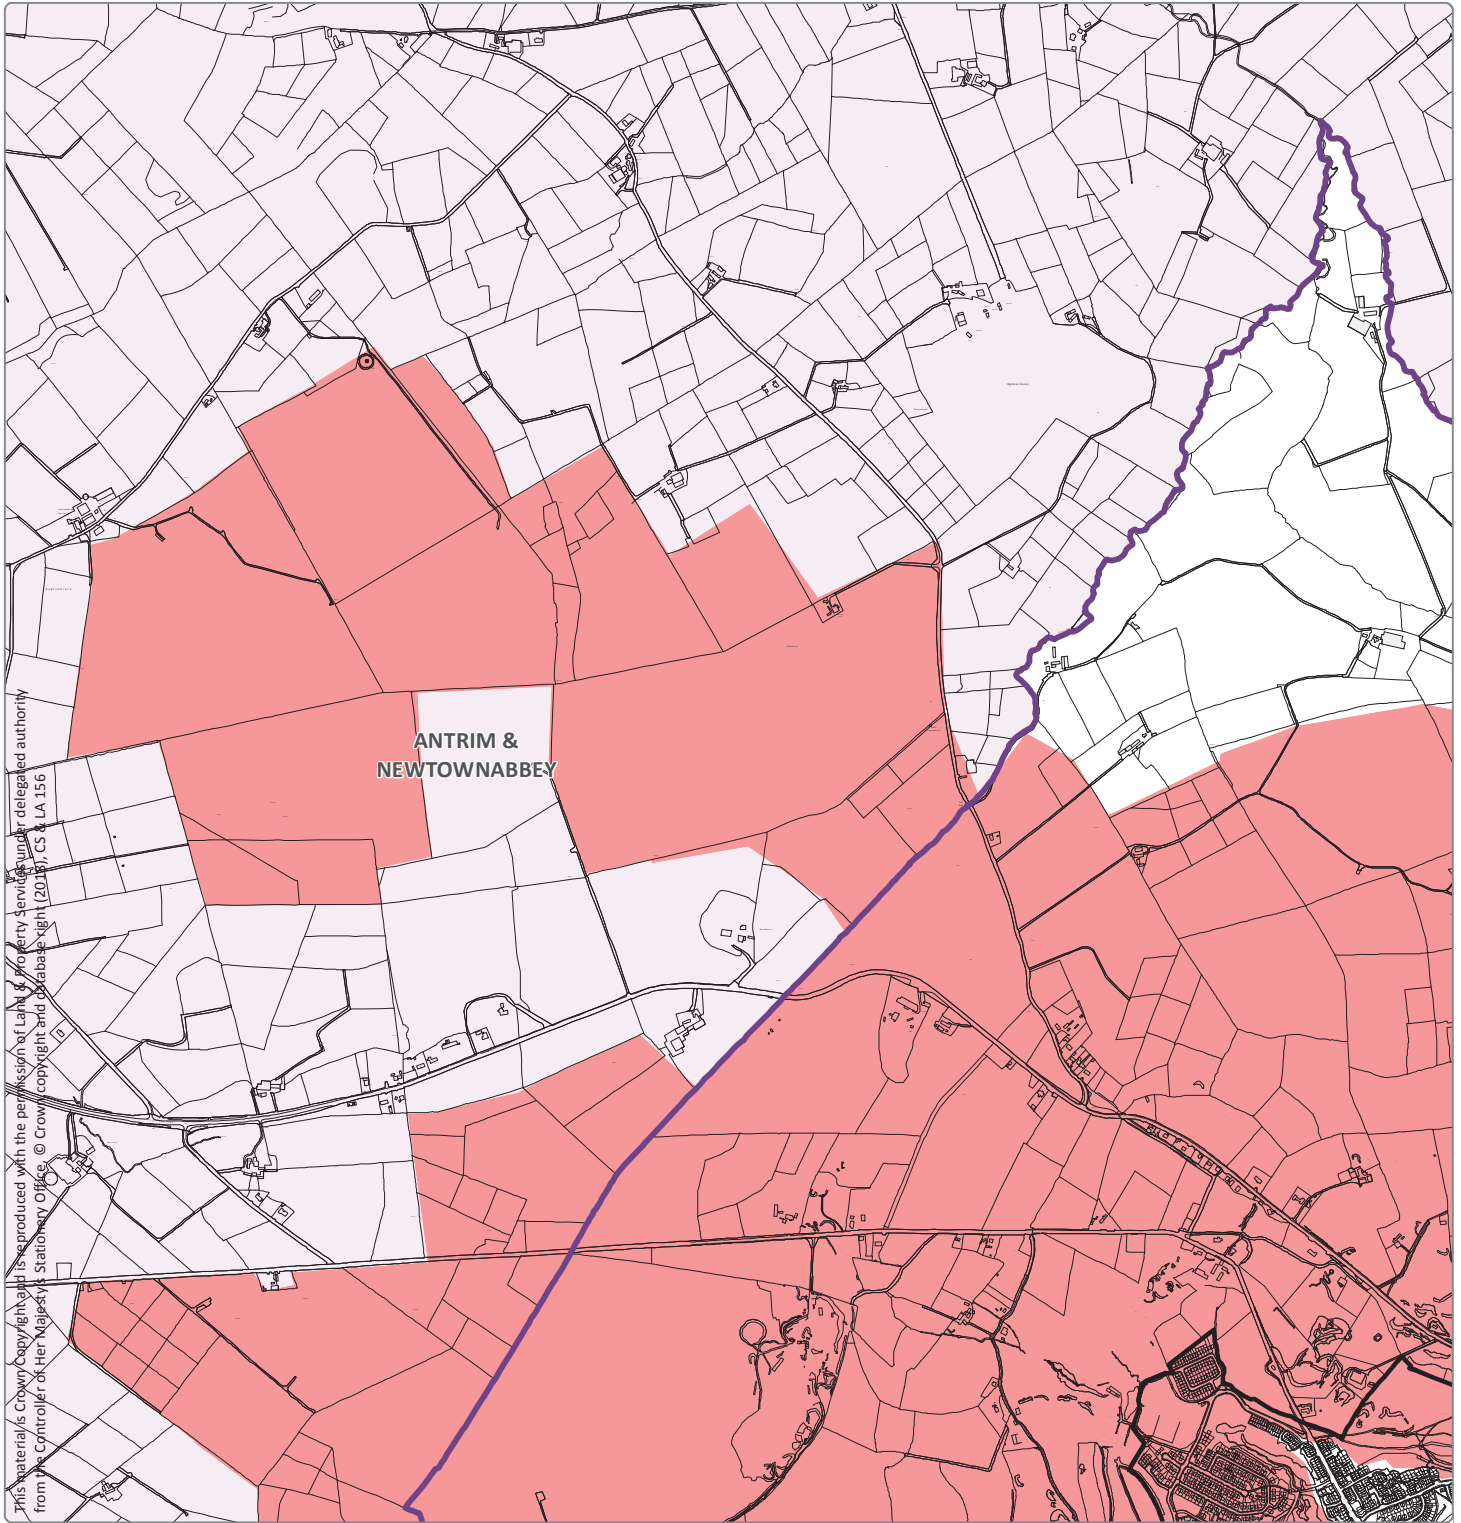 ANTRIM &
NEWTOWNABBEY
This material is Crown Copyright and is reproduced with the permission of Land & Property Services under delegated authority
from the Controller of Her Majesty's Stationery Office, © Crown copyright and database right (2018), CS & LA 156